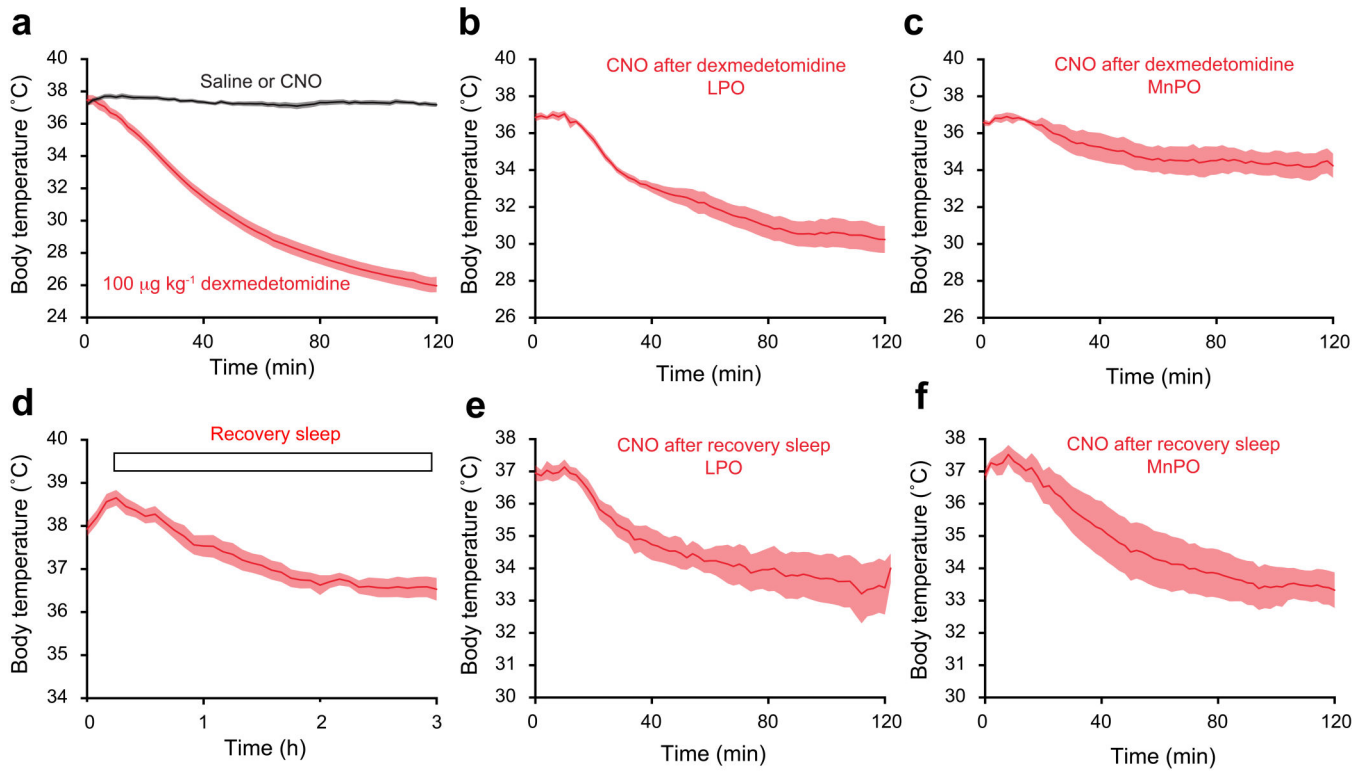 a
40
38
36
34
32
30
28
26
24
Body temperature (˚C)
Saline or CNO
100 μg kg⁻¹ dexmedetomidine
0 40 80 120
Time (min)
b
40
38
36
34
32
30
28
26
Body temperature (˚C)
CNO after dexmedetomidine
LPO
0 40 80 120
Time (min)
c
40
38
36
34
32
30
28
26
Body temperature (˚C)
CNO after dexmedetomidine
MnPO
0 40 80 120
Time (min)
d
40
39
38
37
36
35
34
Body temperature (˚C)
Recovery sleep
0 1 2 3
Time (h)
e
38
37
36
35
34
33
32
31
30
Body temperature (˚C)
CNO after recovery sleep
LPO
0 40 80 120
Time (min)
f
38
37
36
35
34
33
32
31
30
Body temperature (˚C)
CNO after recovery sleep
MnPO
0 40 80 120
Time (min)